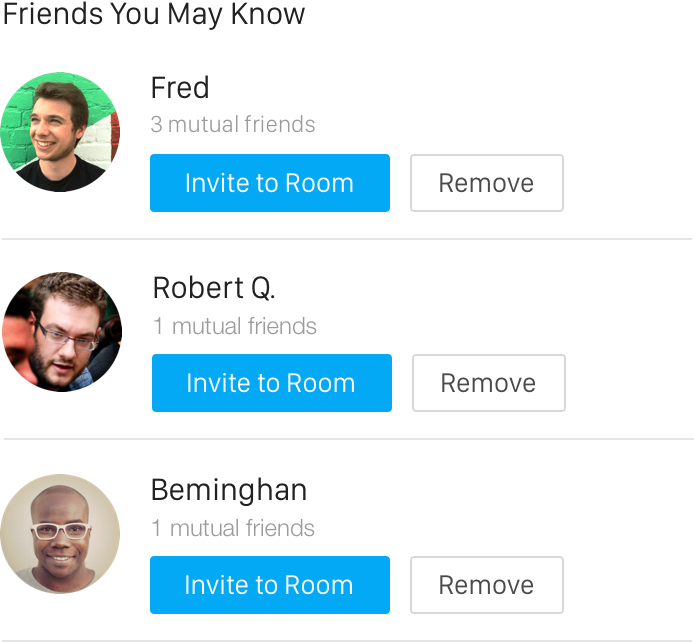 Friends You May Know
Fred
3 mutual friends
Invite to Room Remove
Robert Q.
1 mutual friends
Invite to Room Remove
Beminghan
1 mutual friends
Invite to Room Remove